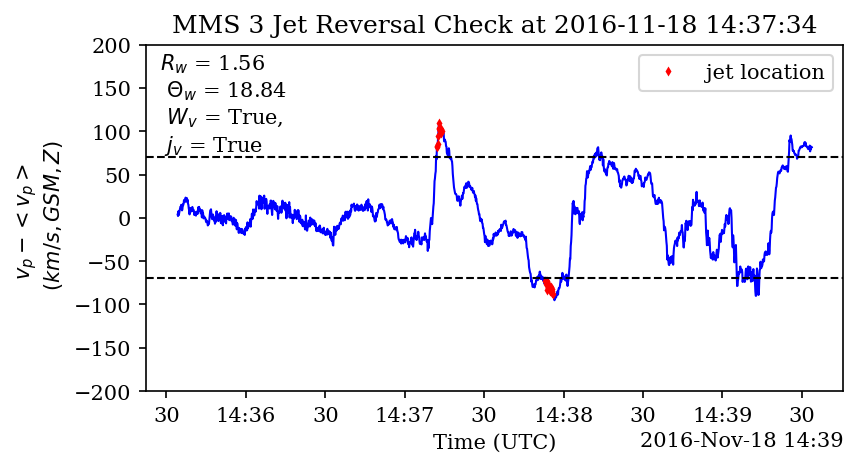 MMS 3 Jet Reversal Check at 2016-11-18 14:37:34
200
150
100
50
0
−50
−100
−150
−200
v_p − < v_p >
(km/s, GSM, Z)
R_w = 1.56
Θ_w = 18.84
W_v = True,
j_v = True
jet location
30 14:36 30 14:37 30 14:38 30 14:39 30
Time (UTC)
2016-Nov-18 14:39